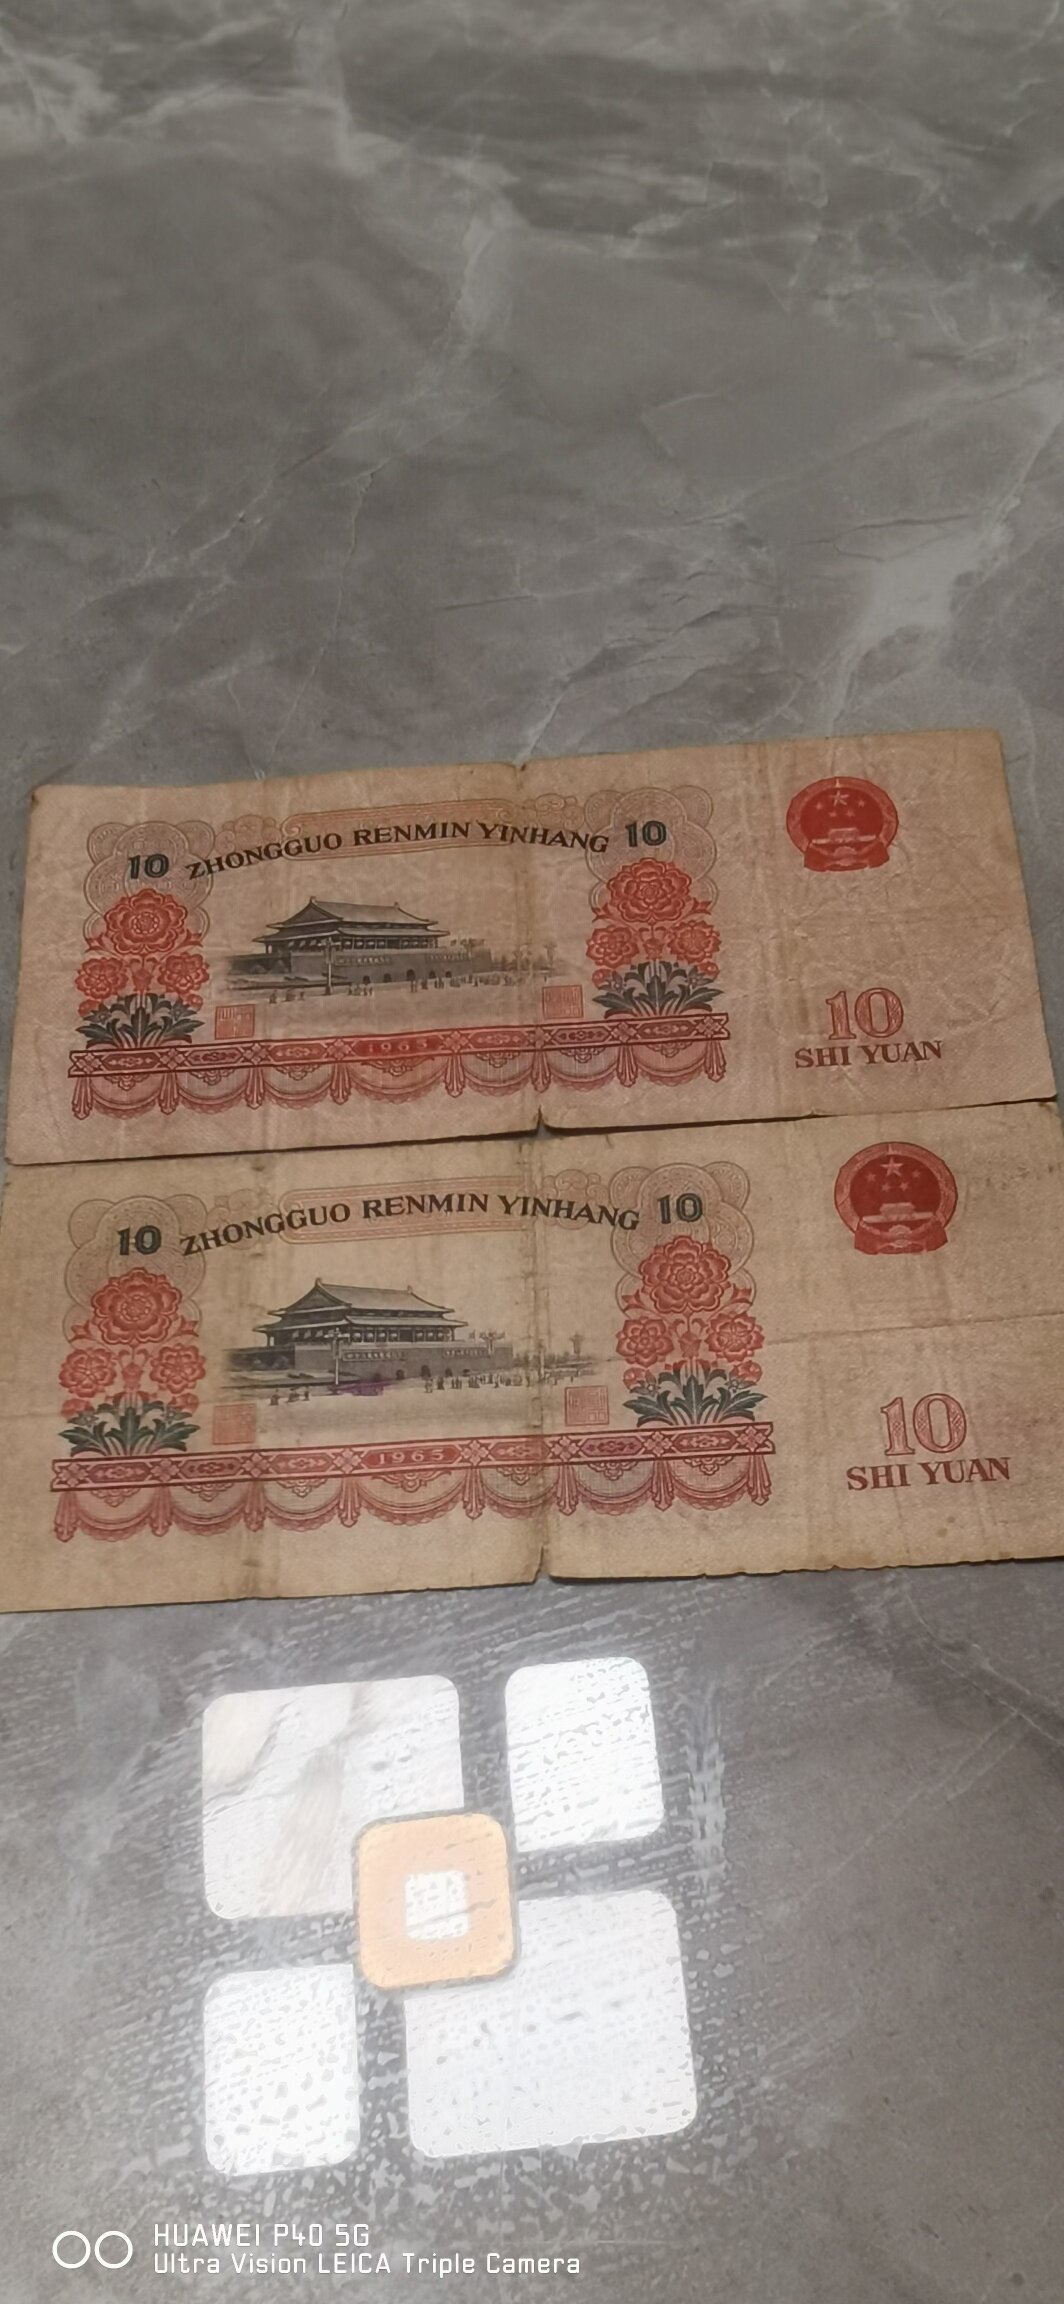 10 ZHONGGUO RENMIN YINHANG 10
1965
10
SHI YUAN
10 ZHONGGUO RENMIN YINHANG 10
1965
10
SHI YUAN
HUAWEI P40 5G
Ultra Vision LEICA Triple Camera